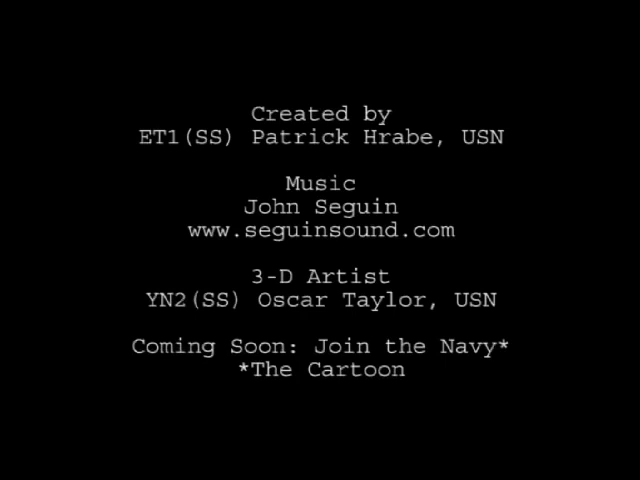 Created by
ET1(SS) Patrick Hrabe, USN
Music
John Seguin
www.seguinsound.com
3-D Artist
YN2(SS) Oscar Taylor, USN
Coming Soon: Join the Navy*
*The Cartoon